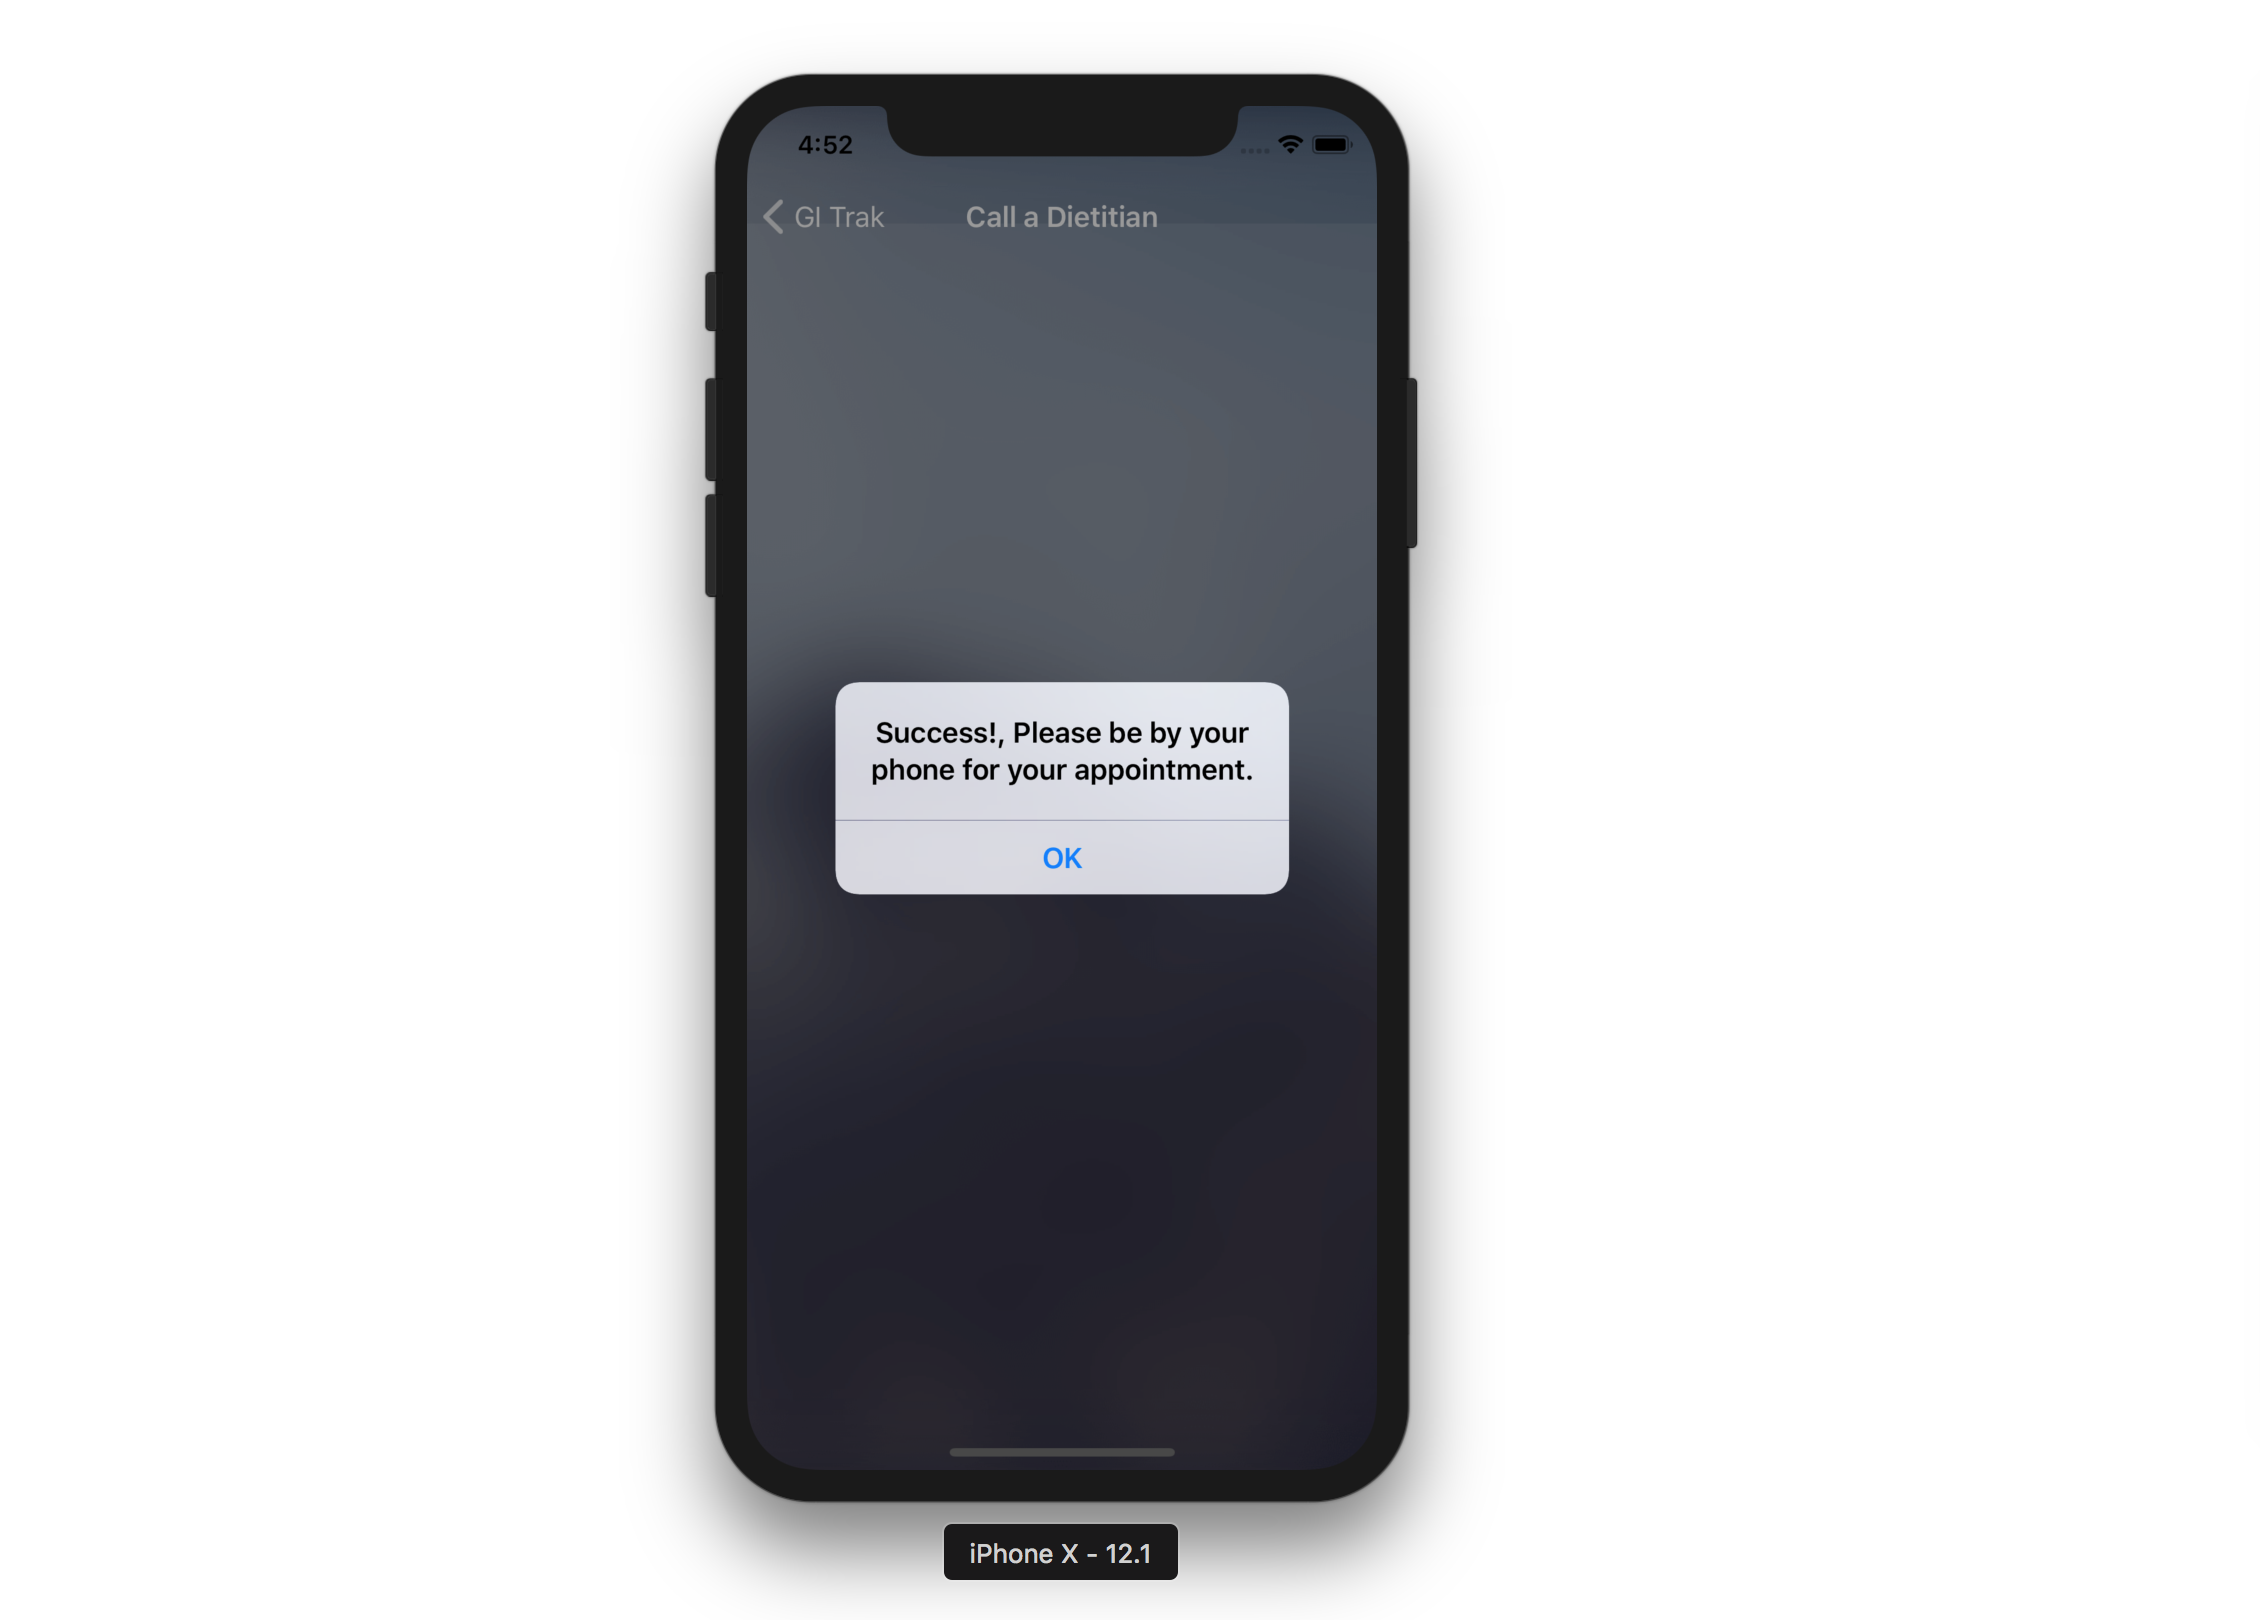 4:52
GI Trak
Call a Dietitian
Success!, Please be by your
phone for your appointment.
OK
iPhone X - 12.1